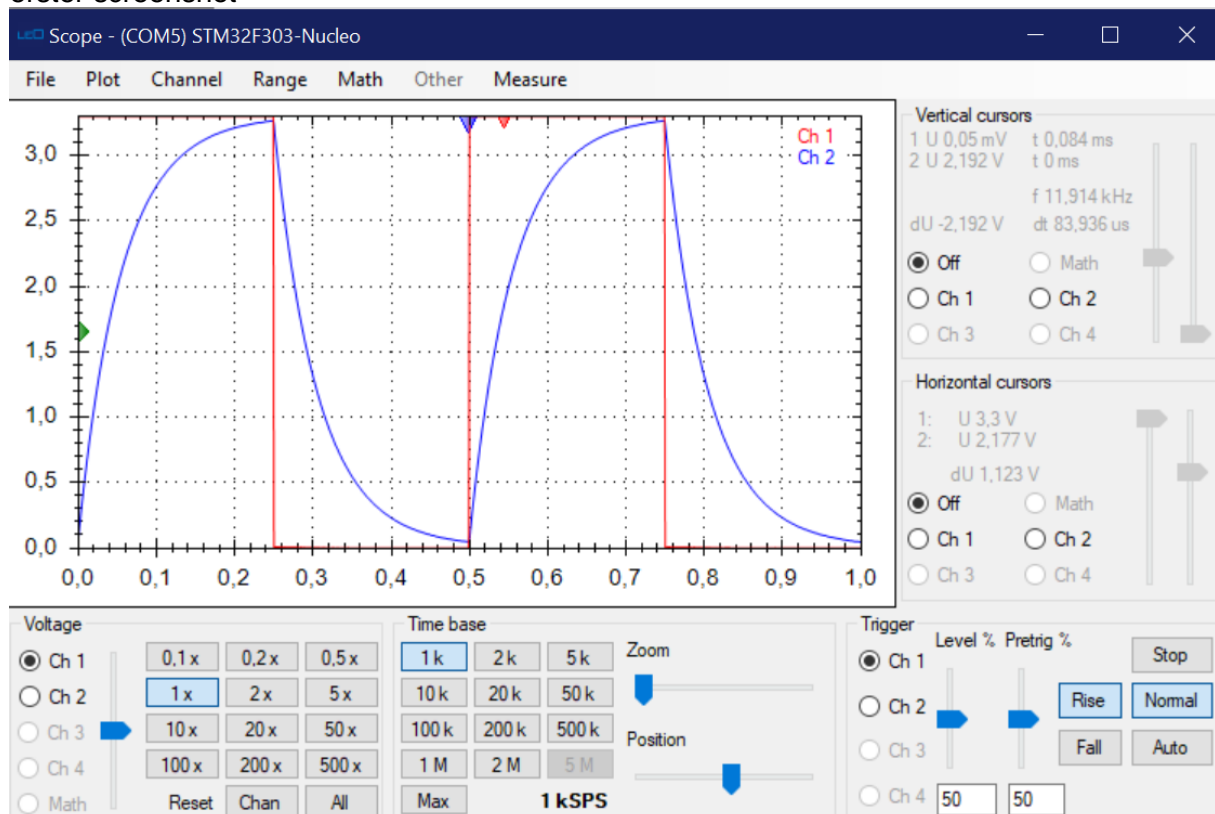 LEO Scope - (COM5) STM32F303-Nucleo
File Plot Channel Range Math Other Measure
Ch 1
Ch 2
3,0
2,5
2,0
1,5
1,0
0,5
0,0
0,0 0,1 0,2 0,3 0,4 0,5 0,6 0,7 0,8 0,9 1,0
Vertical cursors
1 U 0,05 mV t 0,084 ms
2 U 2,192 V t 0 ms
f 11,914 kHz
dU -2,192 V dt 83,936 us
Off Math
Ch 1 Ch 2
Ch 3 Ch 4
Horizontal cursors
1: U 3,3 V
2: U 2,177 V
dU 1,123 V
Off Math
Ch 1 Ch 2
Ch 3 Ch 4
Voltage
Ch 1 0,1 x 0,2 x 0,5 x
Ch 2 1 x 2 x 5 x
Ch 3 10 x 20 x 50 x
Ch 4 100 x 200 x 500 x
Math Reset Chan All
Time base
1 k 2 k 5 k
10 k 20 k 50 k
100 k 200 k 500 k
1 M 2 M 5 M
Max 1 kSPS
Zoom
Position
Trigger
Level % Pretrig %
Ch 1 Stop
Ch 2 Rise Normal
Ch 3 Fall Auto
Ch 4 50 50